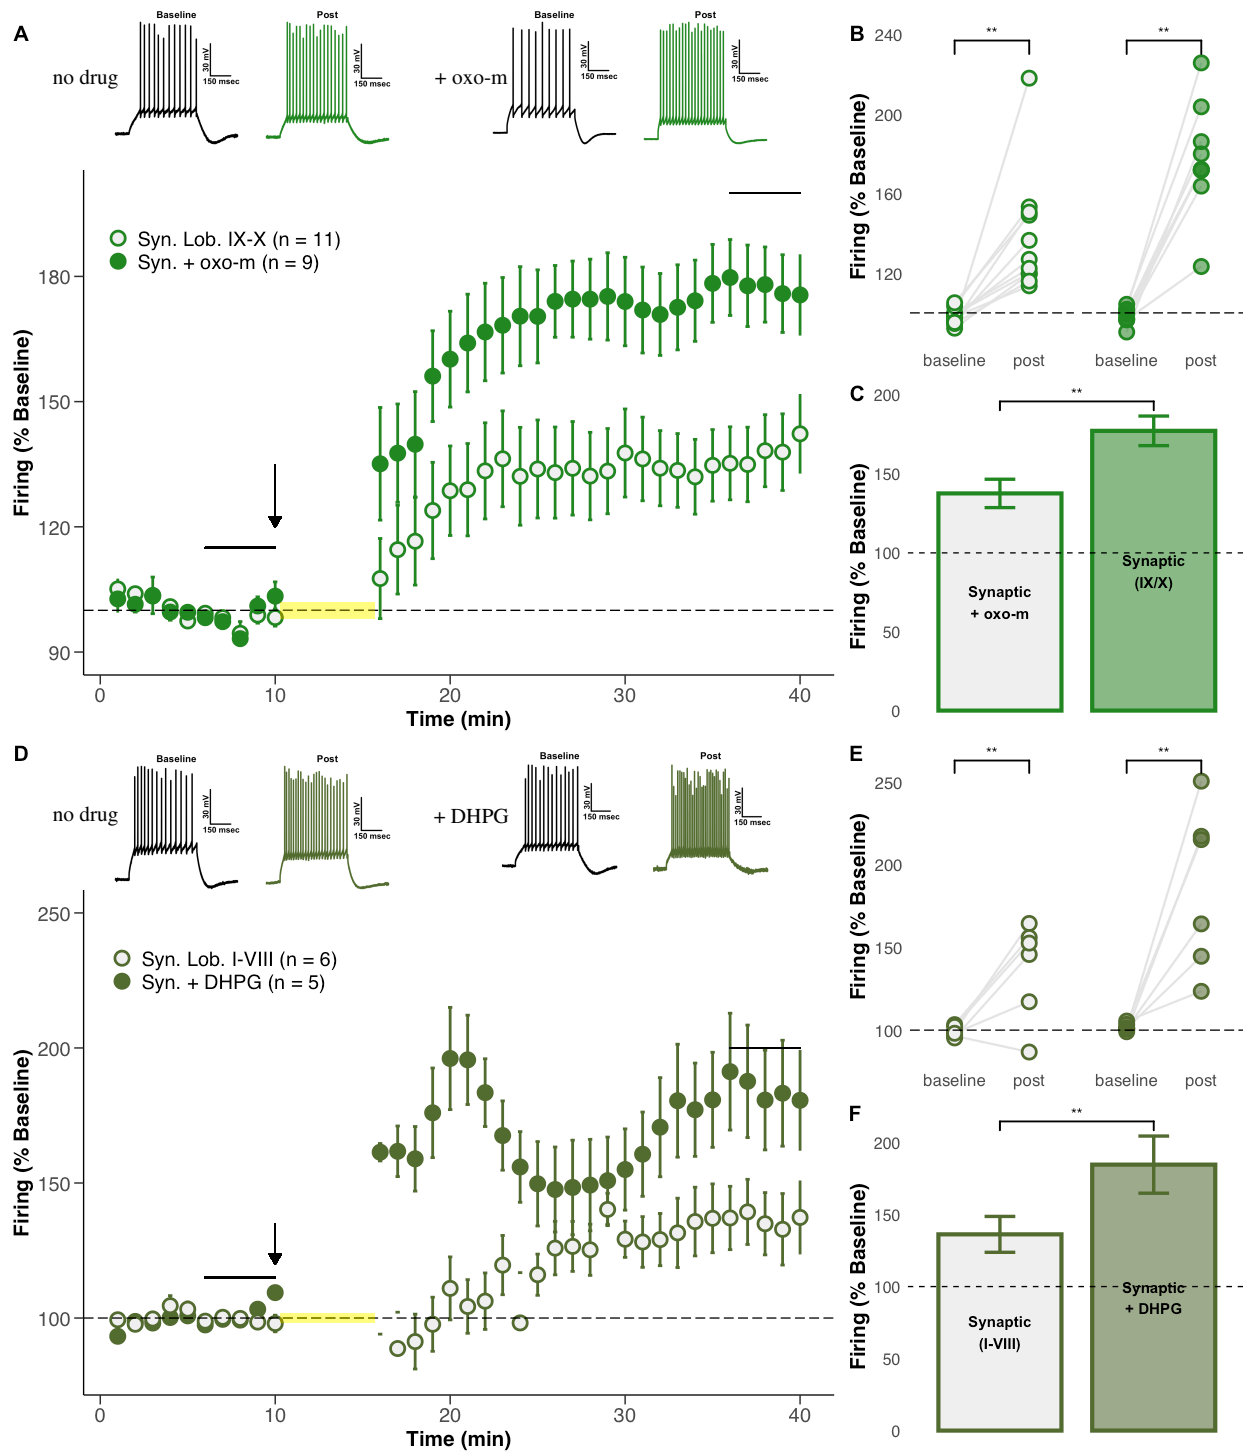 A
Baseline
Post
Baseline
Post
no drug
30 mV
150 msec
30 mV
150 msec
+ oxo-m
30 mV
150 msec
30 mV
150 msec
Syn. Lob. IX-X (n = 11)
Syn. + oxo-m (n = 9)
Firing (% Baseline)
180
150
120
90
0
10
20
30
40
Time (min)
B
Firing (% Baseline)
240
200
160
120
**
**
baseline
post
baseline
post
C
Firing (% Baseline)
200
150
100
50
0
**
Synaptic
+ oxo-m
Synaptic
(IX/X)
D
Baseline
Post
Baseline
Post
no drug
30 mV
150 msec
30 mV
150 msec
+ DHPG
30 mV
150 msec
30 mV
150 msec
Syn. Lob. I-VIII (n = 6)
Syn. + DHPG (n = 5)
Firing (% Baseline)
250
200
150
100
0
10
20
30
40
Time (min)
E
Firing (% Baseline)
250
200
150
100
**
**
baseline
post
baseline
post
F
Firing (% Baseline)
200
150
100
50
0
**
Synaptic
(I-VIII)
Synaptic
+ DHPG